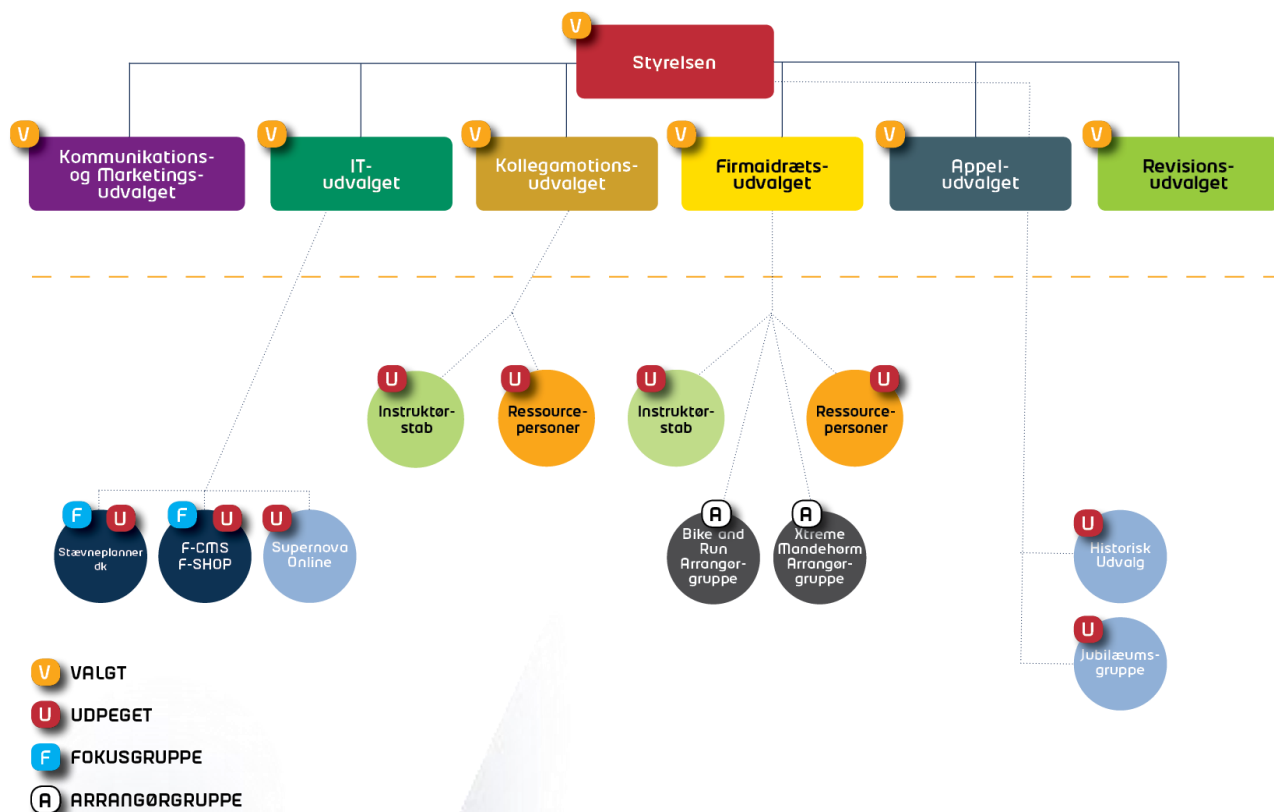 V
Styrelsen
V
Kommunikations-
og Marketings-
udvalget
V
IT-
udvalget
V
Kollegamotions-
udvalget
V
Firmaidræts-
udvalget
V
Appel-
udvalget
V
Revisions-
udvalget
U
Instruktør-
stab
U
Ressource-
personer
U
Instruktør-
stab
U
Ressource-
personer
F U
Stævneplanner
dk
F U
F-CMS
F-SHOP
U
Supernova
Online
A
Bike and
Run
Arrangør-
gruppe
A
Xtreme
Mandehørm
Arrangør-
gruppe
U
Historisk
Udvalg
U
Jubilæums-
gruppe
V VALGT
U UDPEGET
F FOKUSGRUPPE
A ARRANGØRGRUPPE